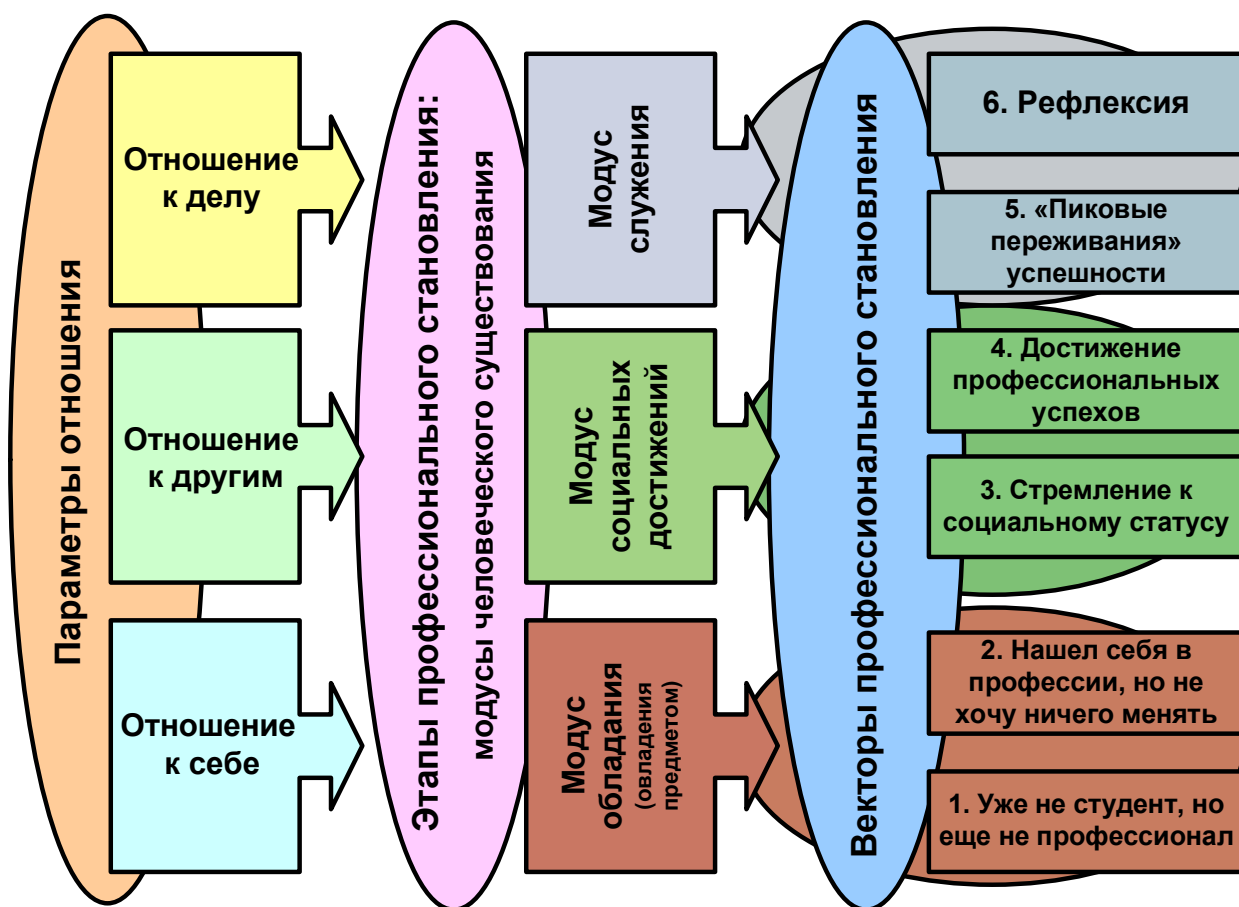 Параметры отношения
Отношение
к делу
Отношение
к другим
Отношение
к себе
Этапы профессионального становления:
модусы человеческого существования
Модус
служения
Модус
социальных
достижений
Модус
обладания
(овладения
предметом)
Векторы профессионального становления
6. Рефлексия
5. «Пиковые
переживания»
успешности
4. Достижение
профессиональных
успехов
3. Стремление к
социальному статусу
2. Нашел себя в
профессии, но не
хочу ничего менять
1. Уже не студент, но
еще не профессионал